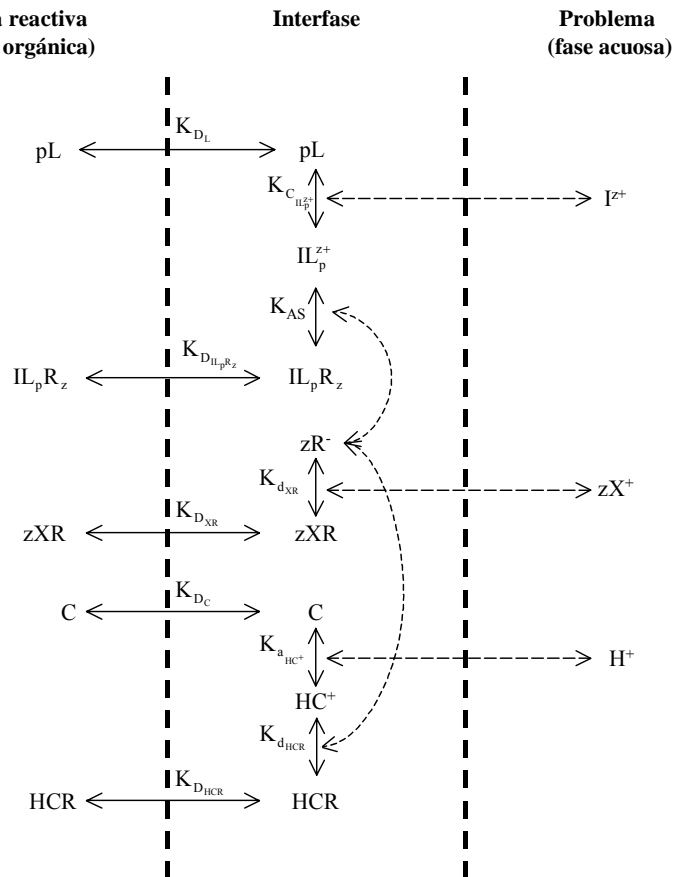 a reactiva Interfase Problema
orgánica) (fase acuosa)
K_{D_L}
pL pL
K_{C_{IL_p^{z+}}} I^{z+}
IL_p^{z+}
K_{AS}
K_{D_{IL_pR_z}}
IL_pR_z IL_pR_z
zR^-
K_{d_{XR}} zX^+
K_{D_{XR}}
zXR zXR
K_{D_C}
C C
K_{a_{HC^+}} H^+
HC^+
K_{d_{HCR}}
K_{D_{HCR}}
HCR HCR